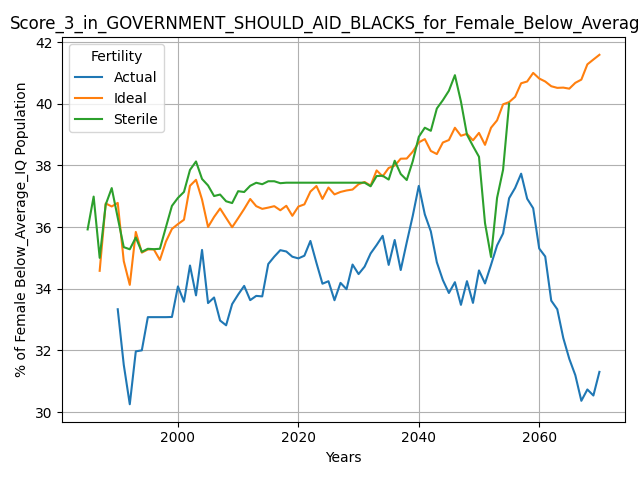 Score_3_in_GOVERNMENT_SHOULD_AID_BLACKS_for_Female_Below_Averag
42
40
38
36
34
32
30
% of Female Below_Average_IQ Population
Fertility
Actual
Ideal
Sterile
2000
2020
2040
2060
Years